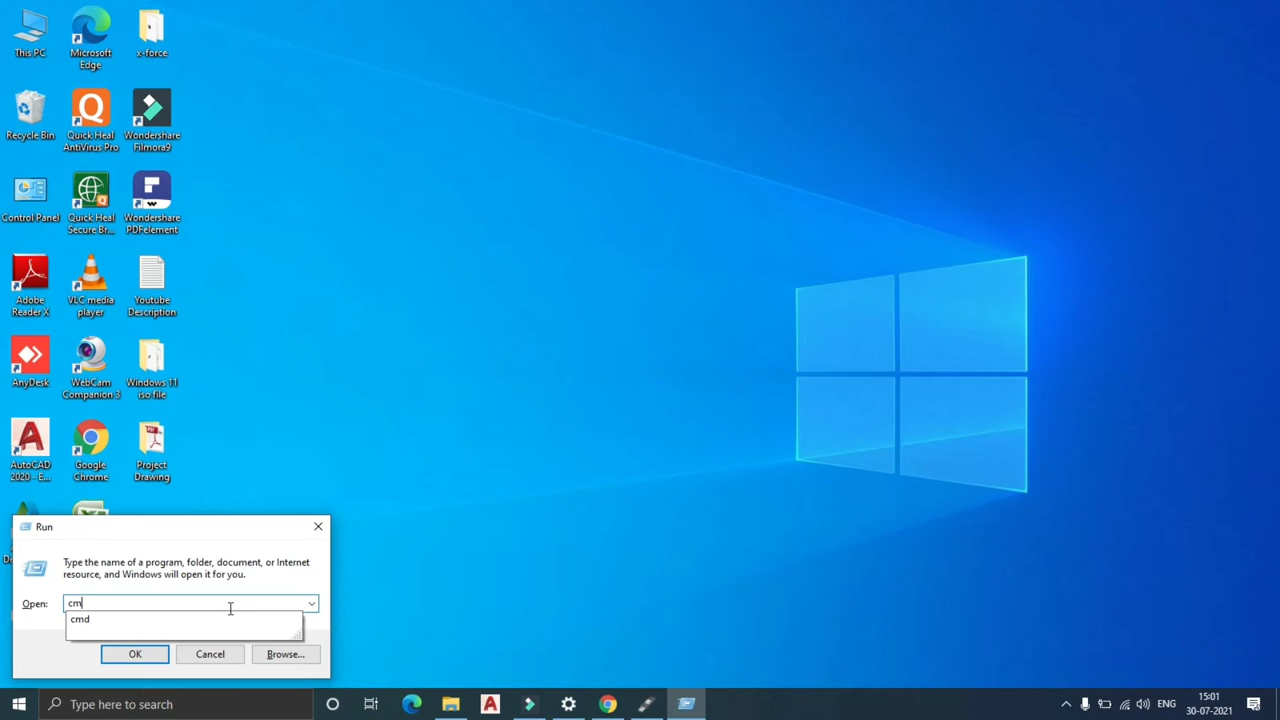 This PC
Microsoft
Edge
x-force
Recycle Bin
Quick Heal
AntiVirus Pro
Wondershare
Filmora9
Control Panel
Quick Heal
Secure Br...
Wondershare
PDFelement
Adobe
Reader X
VLC media
player
Youtube
Description
AnyDesk
WebCam
Companion 3
Windows 11
iso file
AutoCAD
2020 - E...
Google
Chrome
Project
Drawing
Run
Type the name of a program, folder, document, or Internet
resource, and Windows will open it for you.
Open:
cm
cmd
OK
Cancel
Browse...
Type here to search
ENG
15:01
30-07-2021